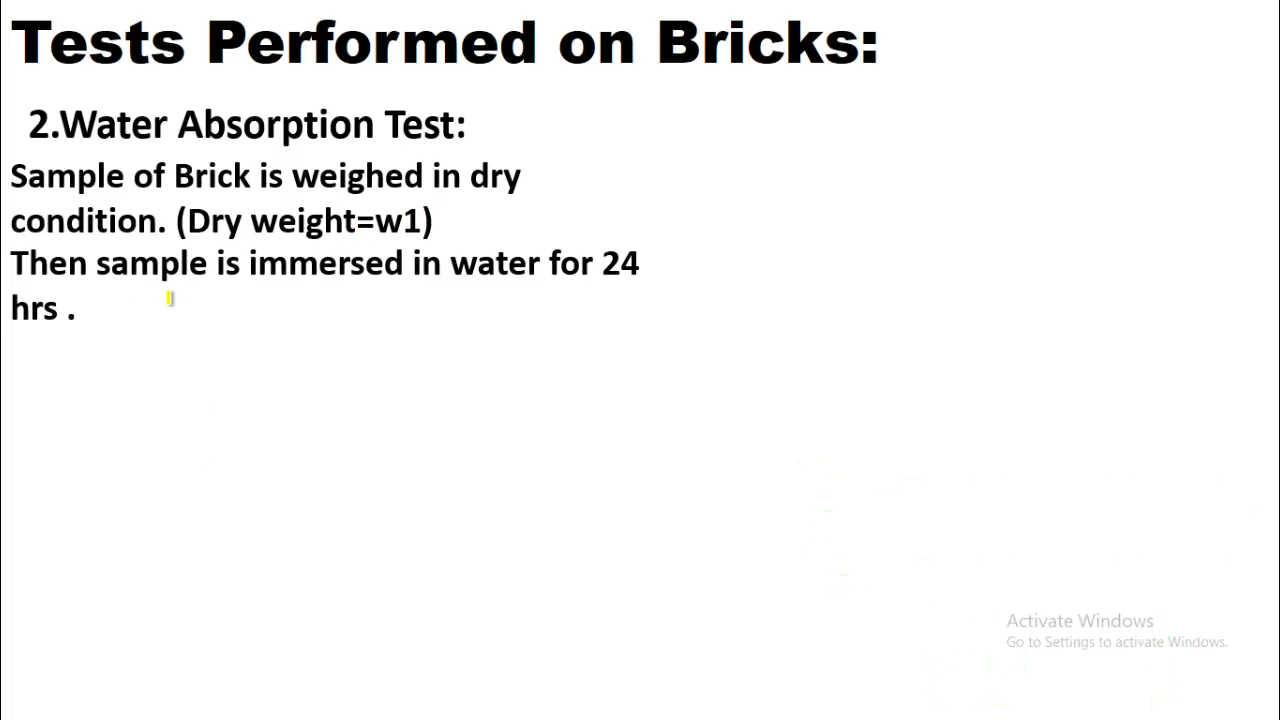 Tests Performed on Bricks:
2.Water Absorption Test:
Sample of Brick is weighed in dry
condition. (Dry weight=w1)
Then sample is immersed in water for 24
hrs .
Activate Windows
Go to Settings to activate Windows.